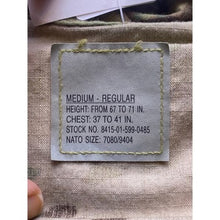 MEDIUM - REGULAR
HEIGHT: FROM 67 TO 71 IN.
CHEST: 37 TO 41 IN.
STOCK NO. 8415-01-599-0485
NATO SIZE: 7080/9404